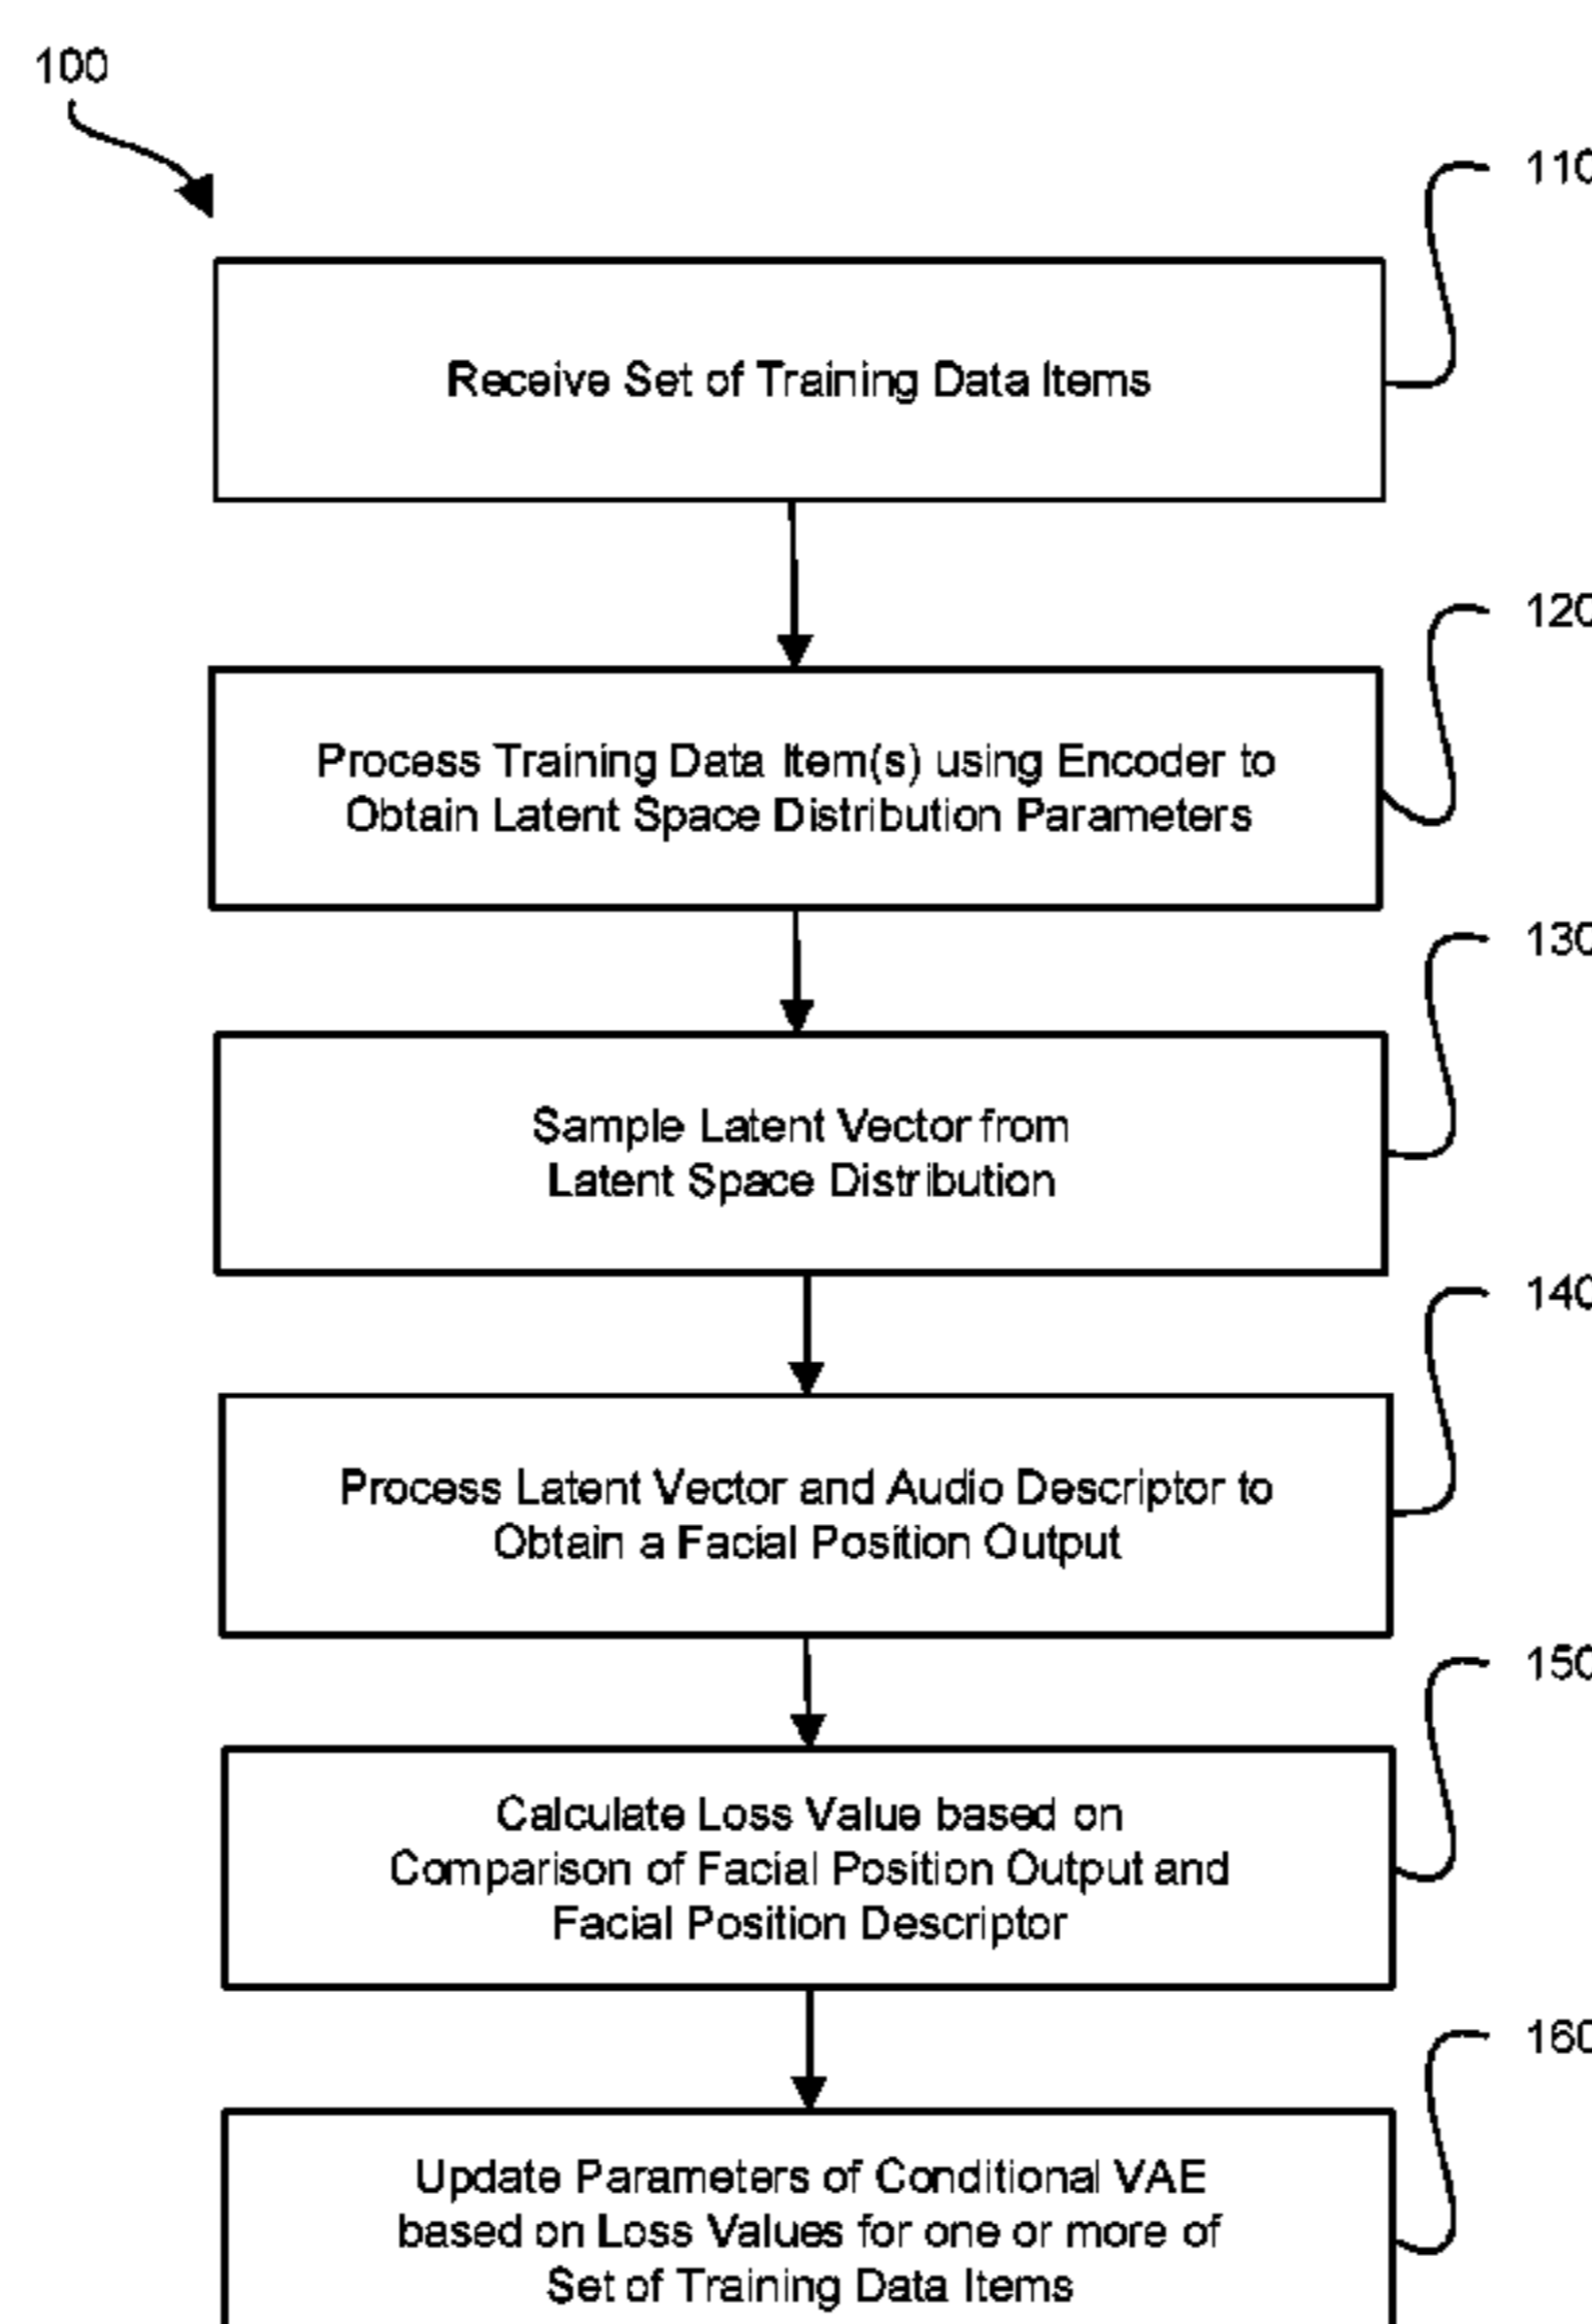 100
110
Receive Set of Training Data Items
120
Process Training Data Item(s) using Encoder to
Obtain Latent Space Distribution Parameters
130
Sample Latent Vector from
Latent Space Distribution
140
Process Latent Vector and Audio Descriptor to
Obtain a Facial Position Output
150
Calculate Loss Value based on
Comparison of Facial Position Output and
Facial Position Descriptor
160
Update Parameters of Conditional VAE
based on Loss Values for one or more of
Set of Training Data Items